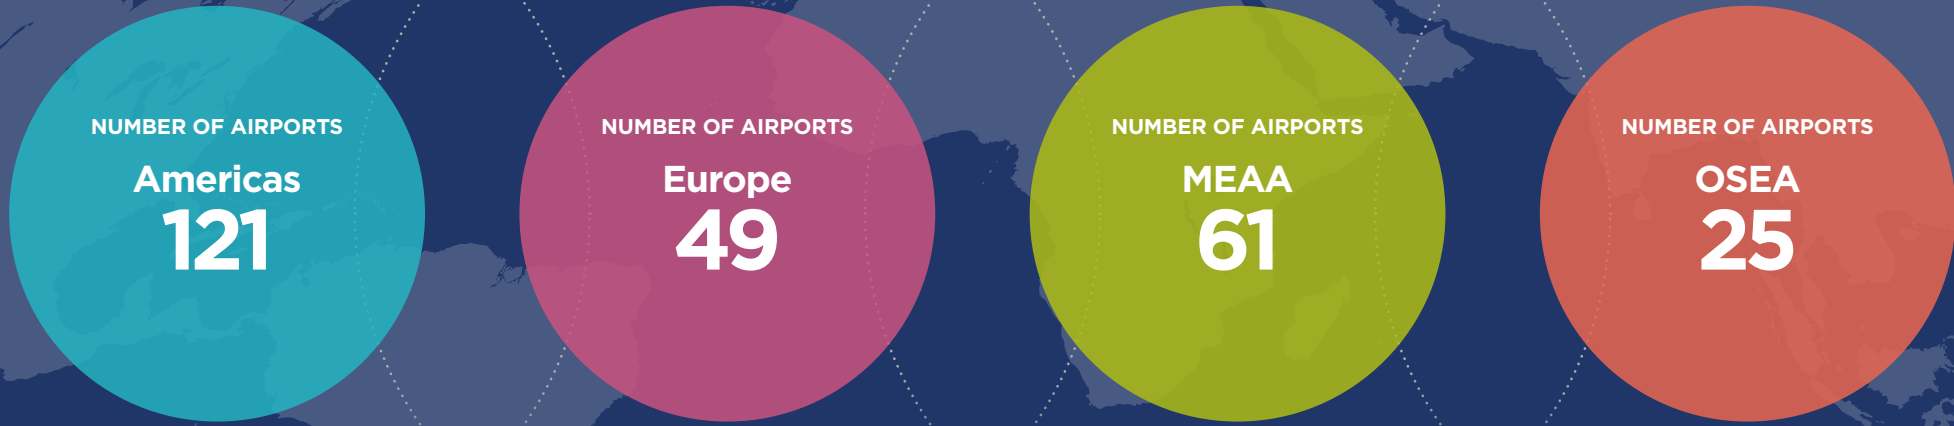 NUMBER OF AIRPORTS
Americas
121
NUMBER OF AIRPORTS
Europe
49
NUMBER OF AIRPORTS
MEAA
61
NUMBER OF AIRPORTS
OSEA
25